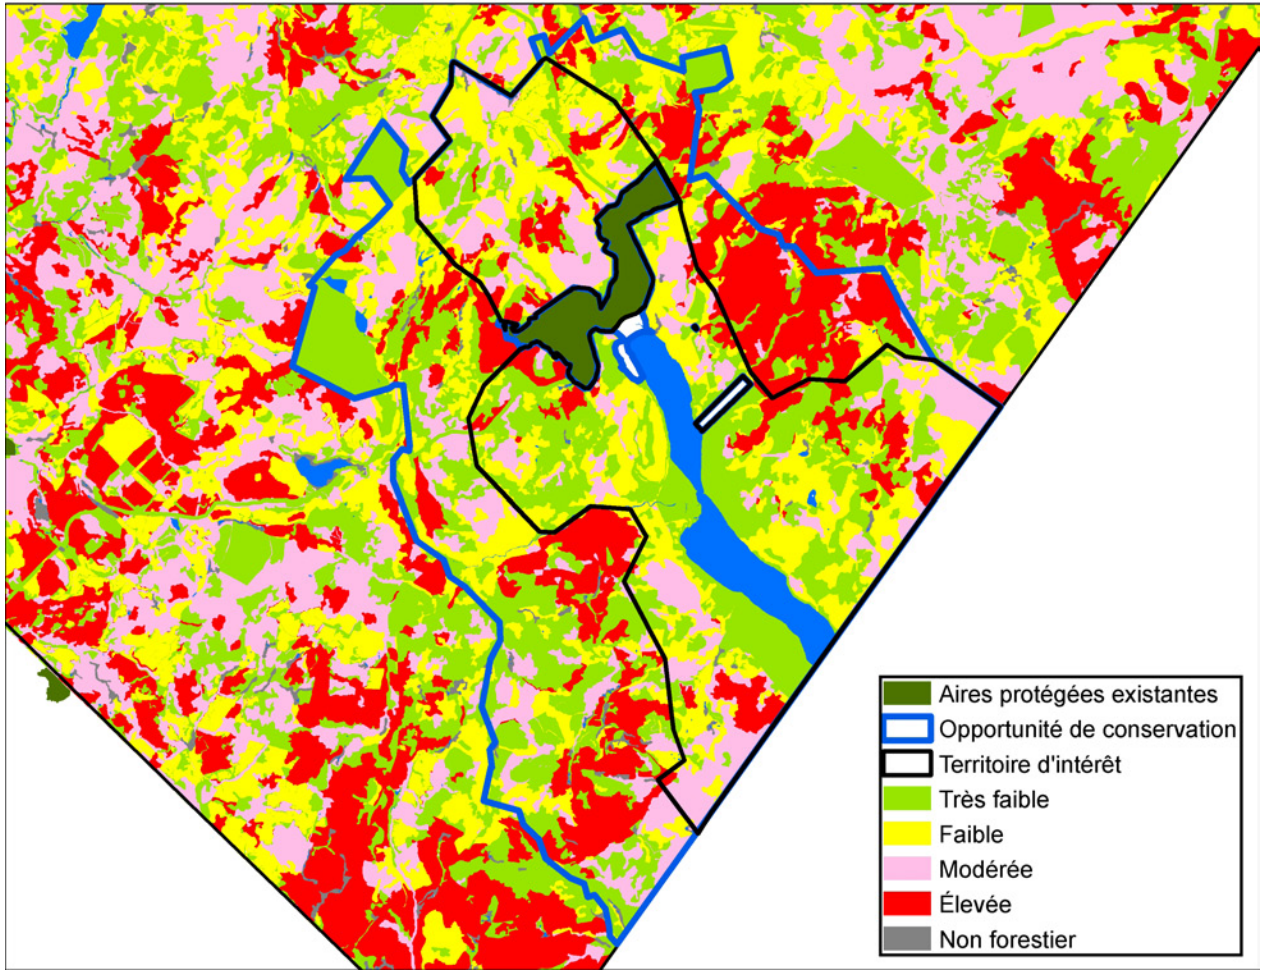 Aires protégées existantes
Opportunité de conservation
Territoire d'intérêt
Très faible
Faible
Modérée
Élevée
Non forestier